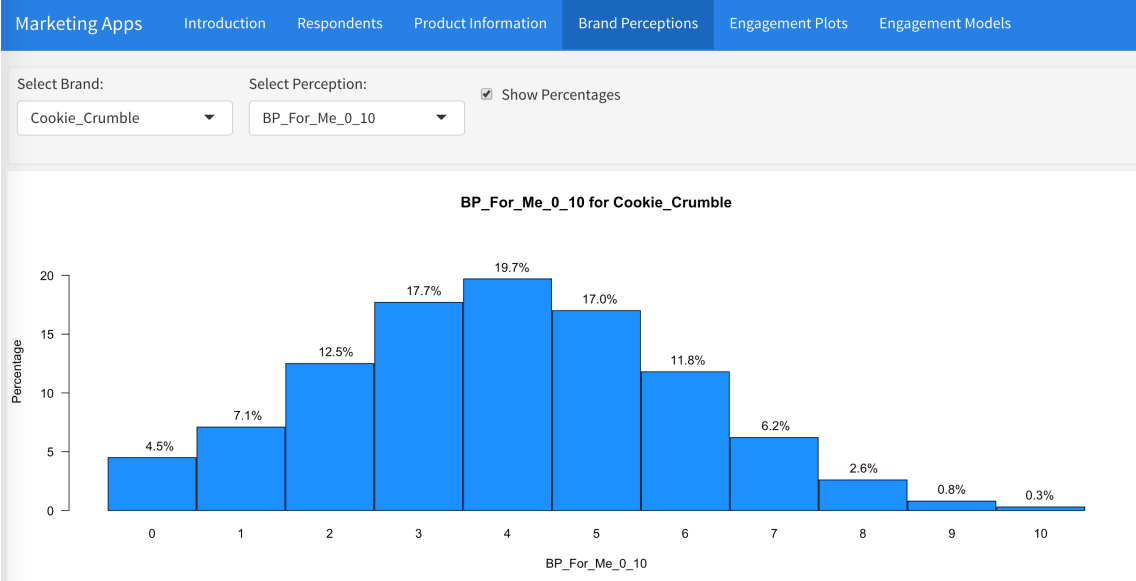 Marketing Apps Introduction Respondents Product Information Brand Perceptions Engagement Plots Engagement Models
Select Brand: Select Perception:
Show Percentages
Cookie_Crumble BP_For_Me_0_10
BP_For_Me_0_10 for Cookie_Crumble
Percentage
20
15
10
5
0
4.5%
7.1%
12.5%
17.7%
19.7%
17.0%
11.8%
6.2%
2.6%
0.8%
0.3%
0 1 2 3 4 5 6 7 8 9 10
BP_For_Me_0_10